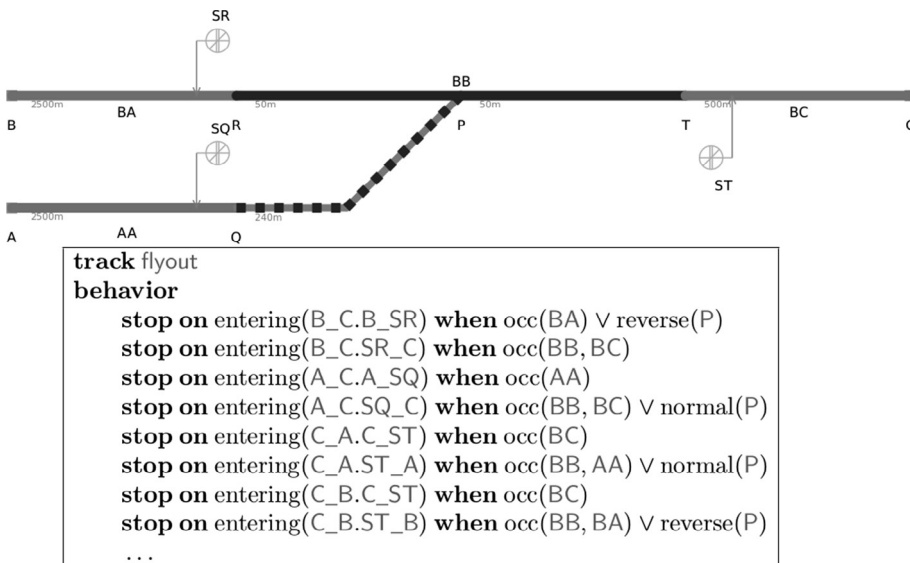 SR
BB
2500m
BA
50m
50m
500m
BC
B
SQ
R
P
T
C
ST
2500m
240m
A
AA
Q
track flyout
behavior
stop on entering(B_C.B_SR) when occ(BA) ∨ reverse(P)
stop on entering(B_C.SR_C) when occ(BB, BC)
stop on entering(A_C.A_SQ) when occ(AA)
stop on entering(A_C.SQ_C) when occ(BB, BC) ∨ normal(P)
stop on entering(C_A.C_ST) when occ(BC)
stop on entering(C_A.ST_A) when occ(BB, AA) ∨ normal(P)
stop on entering(C_B.C_ST) when occ(BC)
stop on entering(C_B.ST_B) when occ(BB, BA) ∨ reverse(P)
...